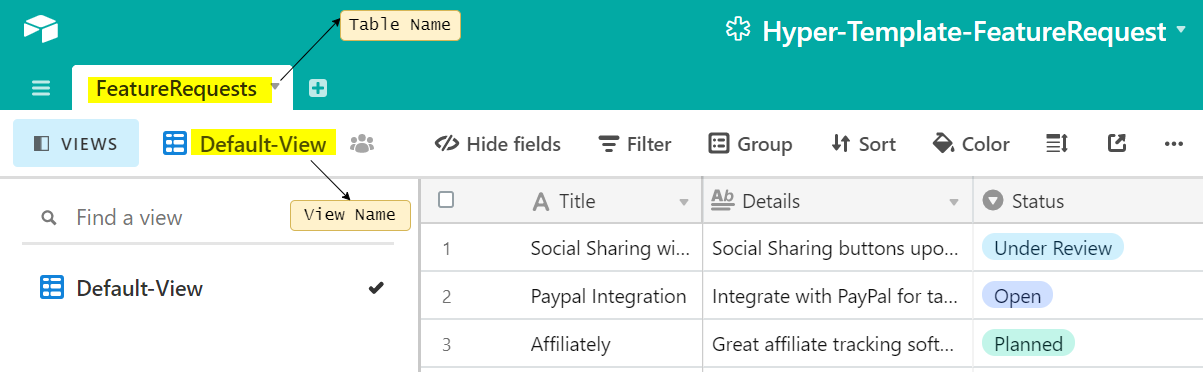 Table Name
Hyper-Template-FeatureRequest
FeatureRequests
VIEWS
Default-View
Hide fields
Filter
Group
Sort
Color
View Name
Find a view
Default-View
A Title
Ab Details
Status
1 Social Sharing wi... Social Sharing buttons upo... Under Review
2 Paypal Integration Integrate with PayPal for ta... Open
3 Affiliately Great affiliate tracking soft... Planned